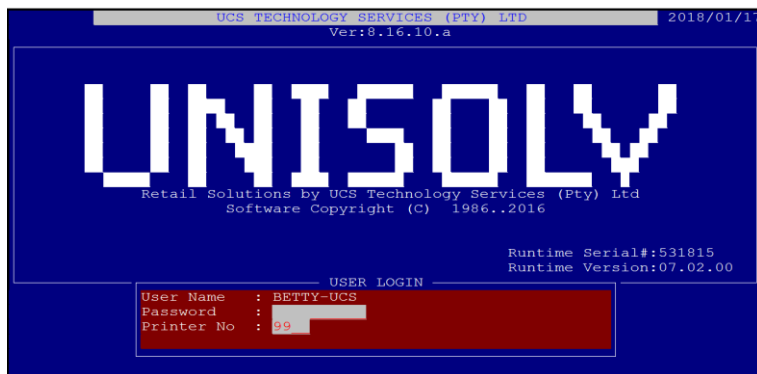 UCS TECHNOLOGY SERVICES (PTY) LTD 2018/01/17
Ver:8.16.10.a
UNISOLV
Retail Solutions by UCS Technology Services (Pty) Ltd
Software Copyright (C) 1986..2016
Runtime Serial#:531815
Runtime Version:07.02.00
USER LOGIN
User Name : BETTY-UCS
Password :
Printer No : 99__